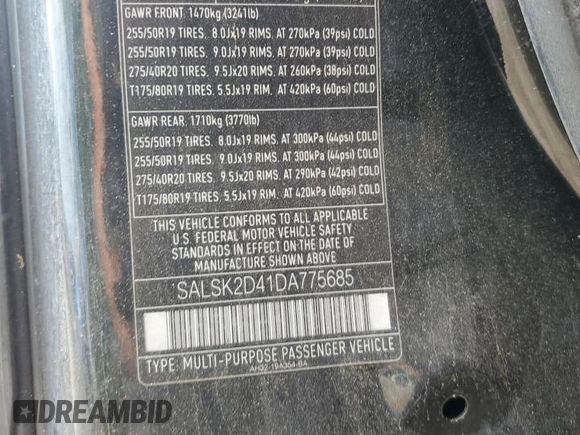 GAWR FRONT. 1470kg (3241lb)
255/50R19 TIRES. 8.0Jx19 RIMS. AT 270kPa (39psi) COLD
255/50R19 TIRES. 9.0Jx19 RIMS. AT 270kPa (39psi) COLD
275/40R20 TIRES. 9.5Jx20 RIMS. AT 260kPa (38psi) COLD
T175/80R19 TIRES. 5.5Jx19 RIM. AT 420kPa (60psi) COLD
GAWR REAR. 1710kg (3770lb)
255/50R19 TIRES. 8.0Jx19 RIMS. AT 300kPa (44psi) COLD
255/50R19 TIRES. 9.0Jx19 RIMS. AT 300kPa (44psi) COLD
275/40R20 TIRES. 9.5Jx20 RIMS. AT 290kPa (42psi) COLD
T175/80R19 TIRES. 5.5Jx19 RIM. AT 420kPa (60psi) COLD
THIS VEHICLE CONFORMS TO ALL APPLICABLE
U.S. FEDERAL MOTOR VEHICLE SAFETY
STANDARDS IN EFFECT ON THE DATE OF
MANUFACTURE SHOWN ABOVE
SALSK2D41DA775685
TYPE: MULTI-PURPOSE PASSENGER VEHICLE
AH32-19A364-BA
DREAMBID